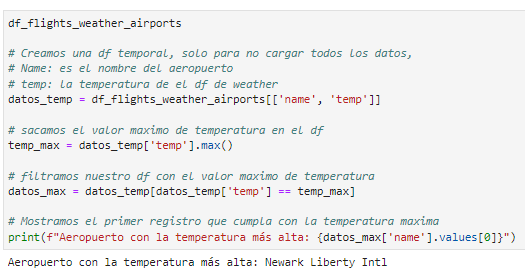 df_flights_weather_airports
# Creamos una df temporal, solo para no cargar todos los datos,
# Name: es el nombre del aeropuerto
# temp: la temperatura de el df de weather
datos_temp = df_flights_weather_airports[['name', 'temp']]
# sacamos el valor maximo de temperatura en el df
temp_max = datos_temp['temp'].max()
# filtramos nuestro df con el valor maximo de temperatura
datos_max = datos_temp[datos_temp['temp'] == temp_max]
# Mostramos el primer registro que cumpla con la temperatura maxima
print(f"Aeropuerto con la temperatura más alta: {datos_max['name'].values[0]}")
Aeropuerto con la temperatura más alta: Newark Liberty Intl